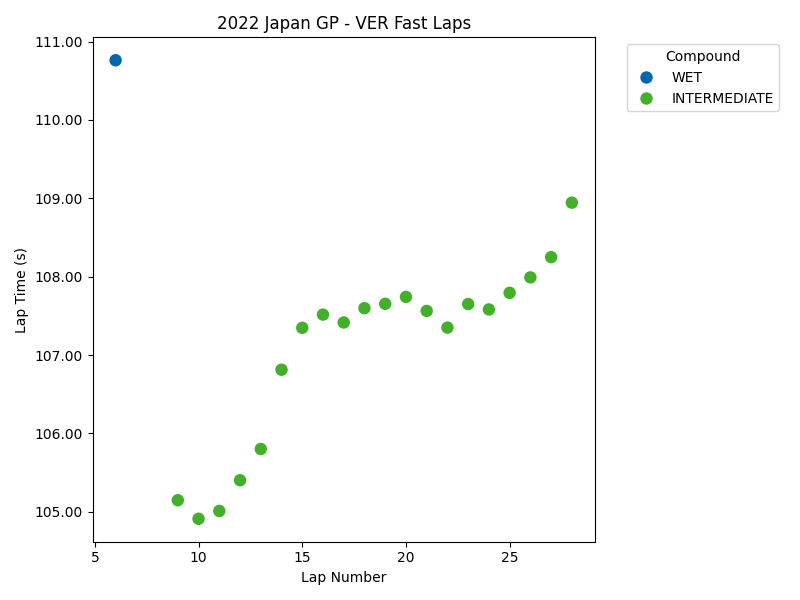 2022 Japan GP - VER Fast Laps
111.00
110.00
109.00
108.00
107.00
106.00
105.00
Lap Time (s)
5
10
15
20
25
Lap Number
Compound
WET
INTERMEDIATE